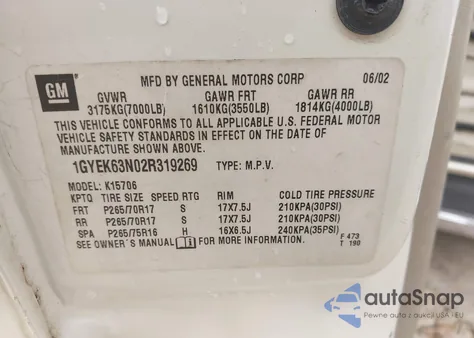 GM
MFD BY GENERAL MOTORS CORP 06/02
GVWR GAWR FRT GAWR RR
3175KG(7000LB) 1610KG(3550LB) 1814KG(4000LB)
THIS VEHICLE CONFORMS TO ALL APPLICABLE U.S. FEDERAL MOTOR
VEHICLE SAFETY STANDARDS IN EFFECT ON THE DATE OF
MANUFACTURE SHOWN ABOVE.
1GYEK63N02R319269 TYPE: M.P.V.
MODEL: K15706
KPTQ TIRE SIZE SPEED RTG RIM COLD TIRE PRESSURE
FRT P265/70R17 S 17X7.5J 210KPA(30PSI)
RR P265/70R17 S 17X7.5J 210KPA(30PSI)
SPA P265/75R16 H 16X6.5J 240KPA(35PSI)
SEE OWNER'S MANUAL FOR MORE INFORMATION
F 473
T 190
autoSnap
Pewne auto z aukcji USA i EU